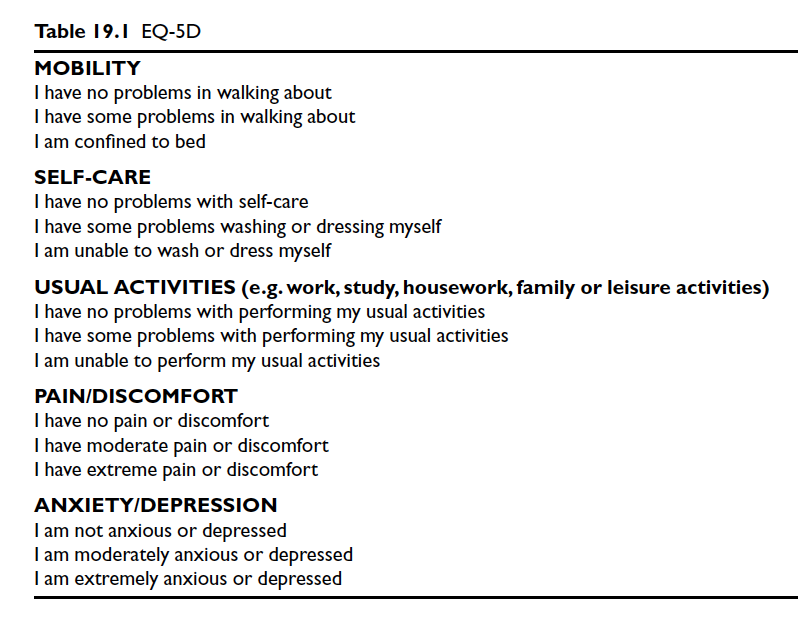 Table 19.1 EQ-5D
MOBILITY
I have no problems in walking about
I have some problems in walking about
I am confined to bed
SELF-CARE
I have no problems with self-care
I have some problems washing or dressing myself
I am unable to wash or dress myself
USUAL ACTIVITIES (e.g. work, study, housework, family or leisure activities)
I have no problems with performing my usual activities
I have some problems with performing my usual activities
I am unable to perform my usual activities
PAIN/DISCOMFORT
I have no pain or discomfort
I have moderate pain or discomfort
I have extreme pain or discomfort
ANXIETY/DEPRESSION
I am not anxious or depressed
I am moderately anxious or depressed
I am extremely anxious or depressed